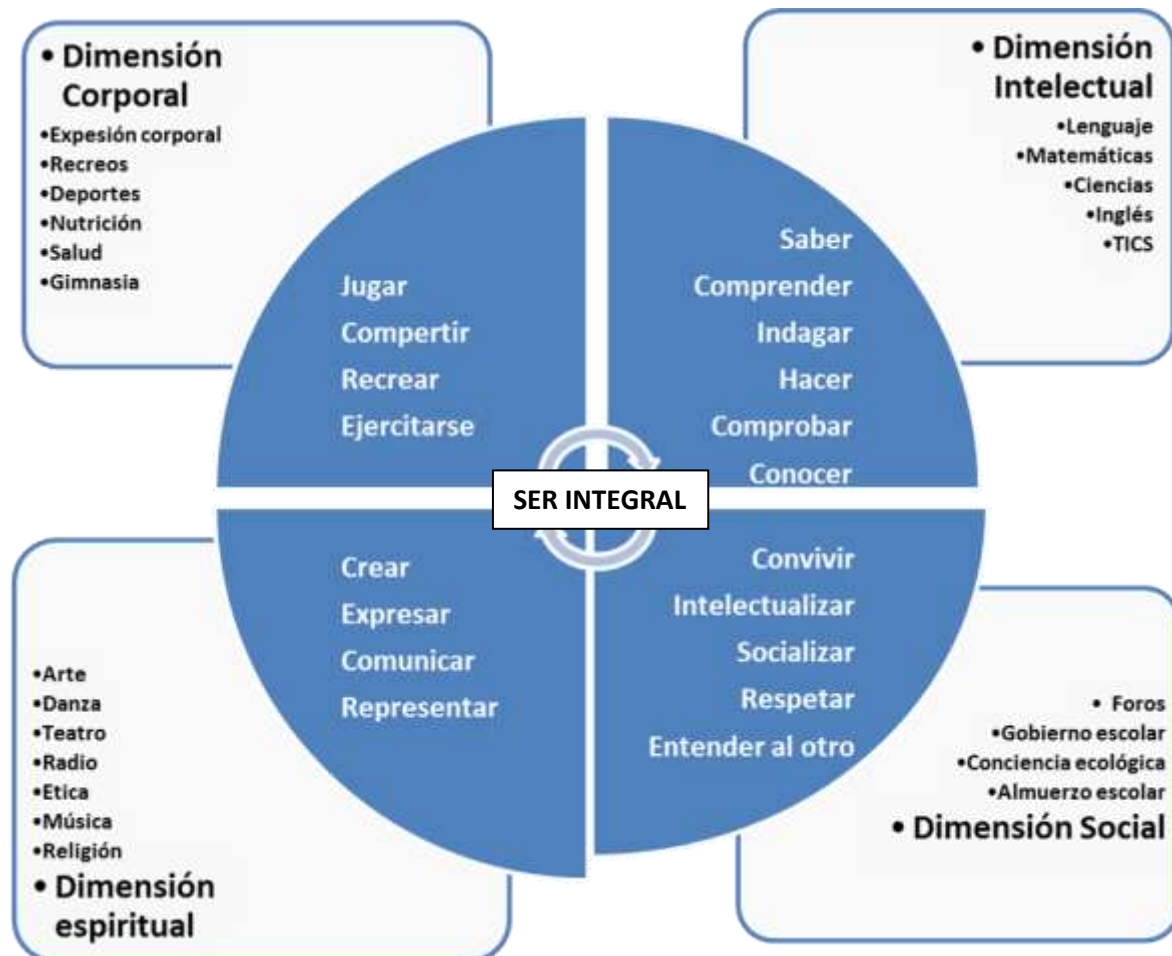 • Dimensión
Corporal
•Expesión corporal
•Recreos
•Deportes
•Nutrición
•Salud
•Gimnasia
• Dimensión
Intelectual
•Lenguaje
•Matemáticas
•Ciencias
•Inglés
•TICS
Jugar
Compertir
Recrear
Ejercitarse
Saber
Comprender
Indagar
Hacer
Comprobar
Conocer
SER INTEGRAL
Crear
Expresar
Comunicar
Representar
Convivir
Intelectualizar
Socializar
Respetar
Entender al otro
•Arte
•Danza
•Teatro
•Radio
•Etica
•Música
•Religión
• Dimensión
espiritual
• Foros
•Gobierno escolar
•Conciencia ecológica
•Almuerzo escolar
• Dimensión Social